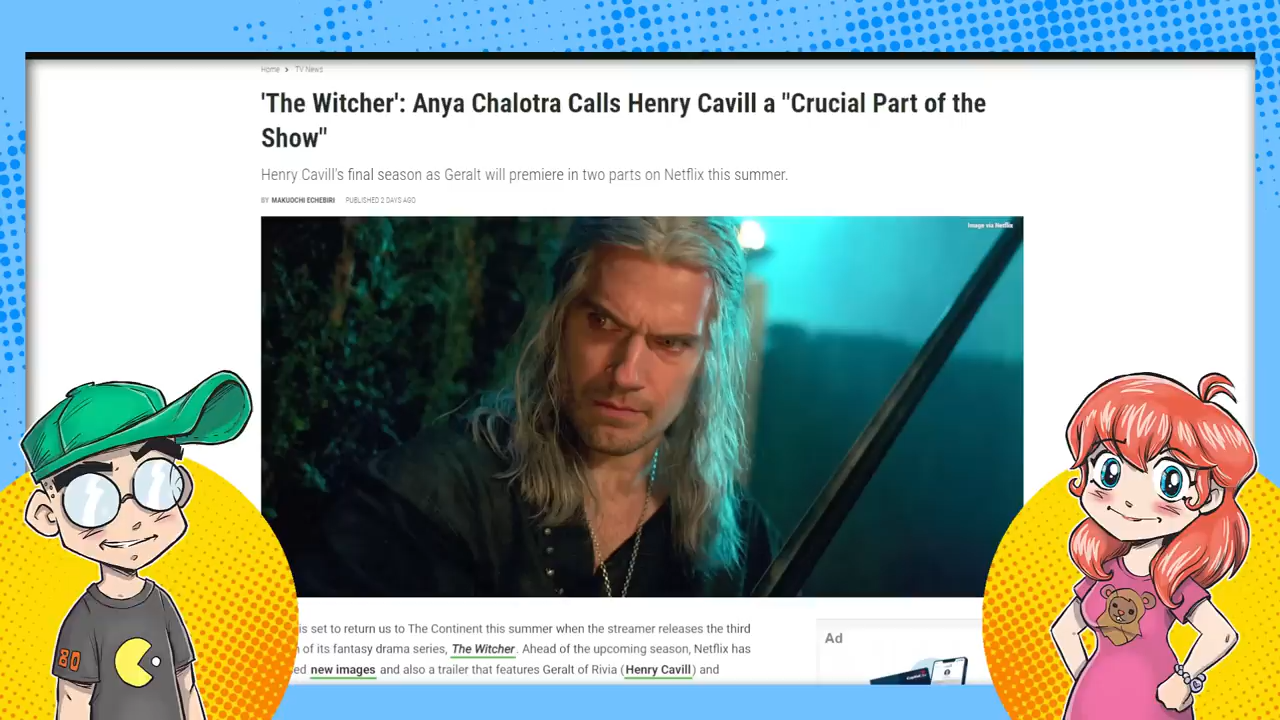 Home > TV News
'The Witcher': Anya Chalotra Calls Henry Cavill a "Crucial Part of the
Show"
Henry Cavill's final season as Geralt will premiere in two parts on Netflix this summer.
BY MAKUOCHI ECHEBIRI PUBLISHED 2 DAYS AGO
Image via Netflix
is set to return us to The Continent this summer when the streamer releases the third
of its fantasy drama series, The Witcher. Ahead of the upcoming season, Netflix has
ed new images and also a trailer that features Geralt of Rivia (Henry Cavill) and
Ad
80